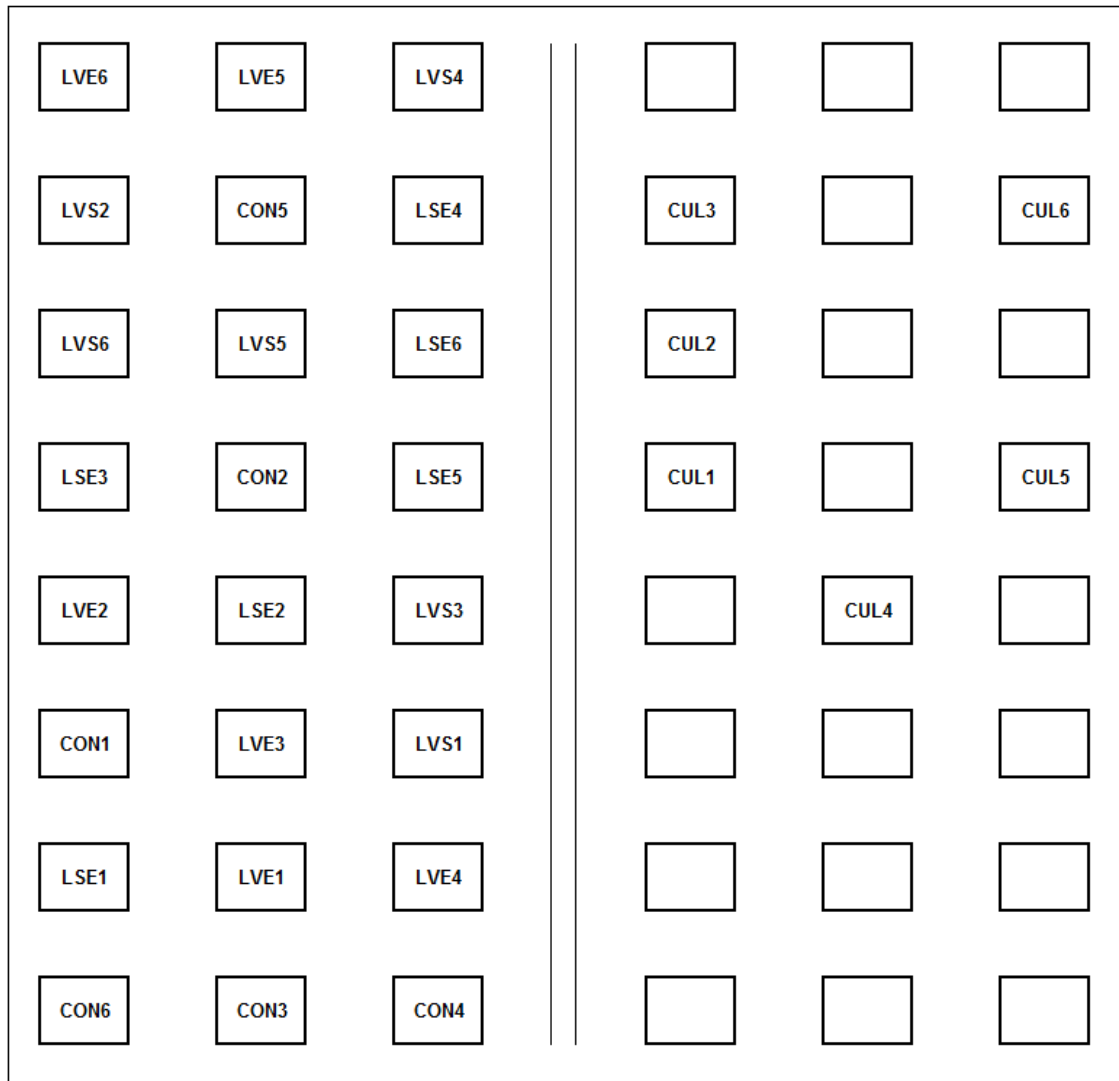 LVE6 LVE5 LVS4
LVS2 CON5 LSE4 CUL3 CUL6
LVS6 LVS5 LSE6 CUL2
LSE3 CON2 LSE5 CUL1 CUL5
LVE2 LSE2 LVS3 CUL4
CON1 LVE3 LVS1
LSE1 LVE1 LVE4
CON6 CON3 CON4